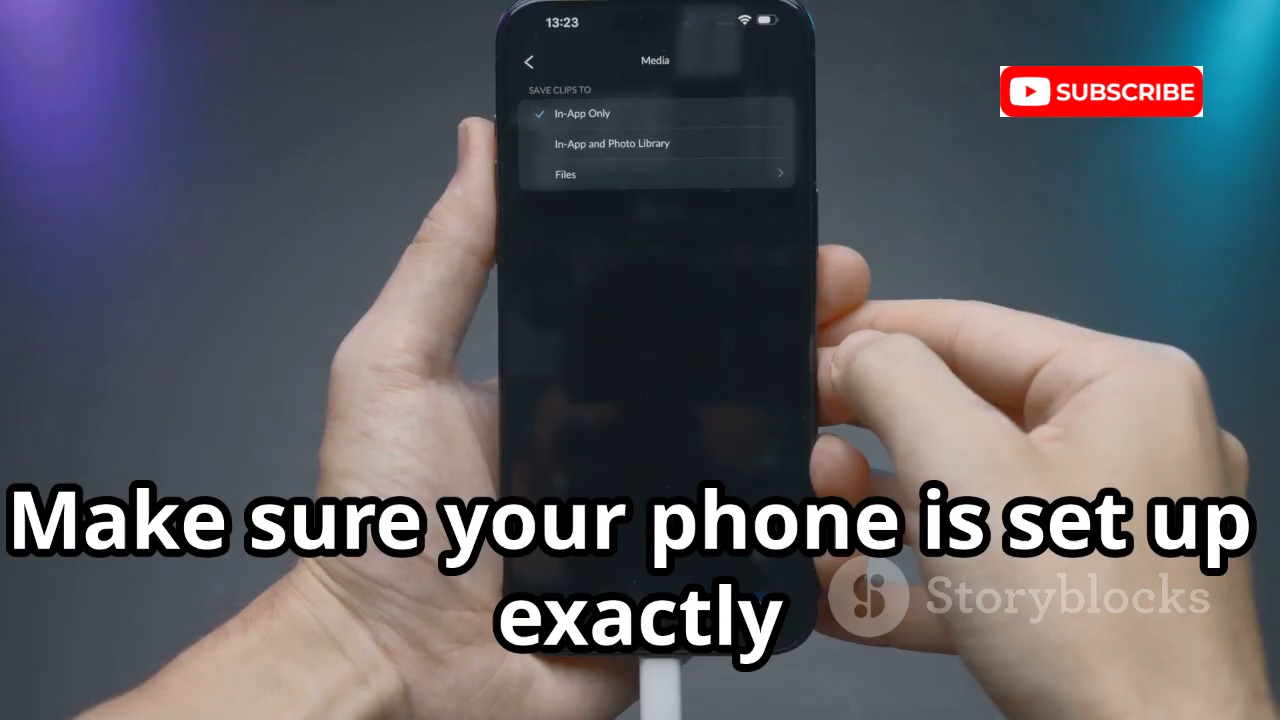 13:23
Media
SAVE CLIPS TO
In-App Only
In-App and Photo Library
Files
SUBSCRIBE
Make sure your phone is set up
exactly
Storyblocks